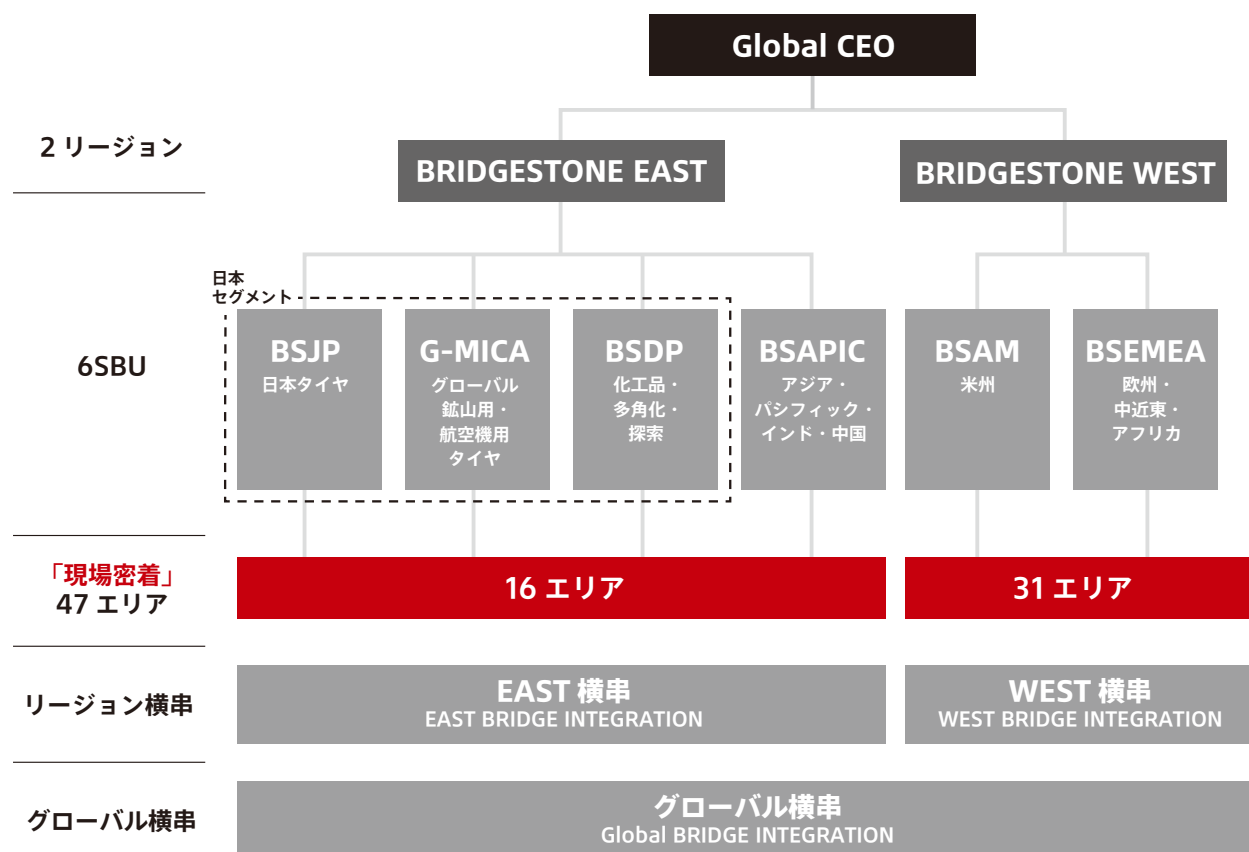 Global CEO
2 リージョン
BRIDGESTONE EAST
BRIDGESTONE WEST
日本
セグメント
6SBU
BSJP
日本タイヤ
G-MICA
グローバル
鉱山用・
航空機用
タイヤ
BSDP
化工品・
多角化・
探索
BSAPIC
アジア・
パシフィック・
インド・中国
BSAM
米州
BSEMEA
欧州・
中近東・
アフリカ
「現場密着」
47 エリア
16 エリア
31 エリア
リージョン横串
EAST 横串
EAST BRIDGE INTEGRATION
WEST 横串
WEST BRIDGE INTEGRATION
グローバル横串
グローバル横串
Global BRIDGE INTEGRATION